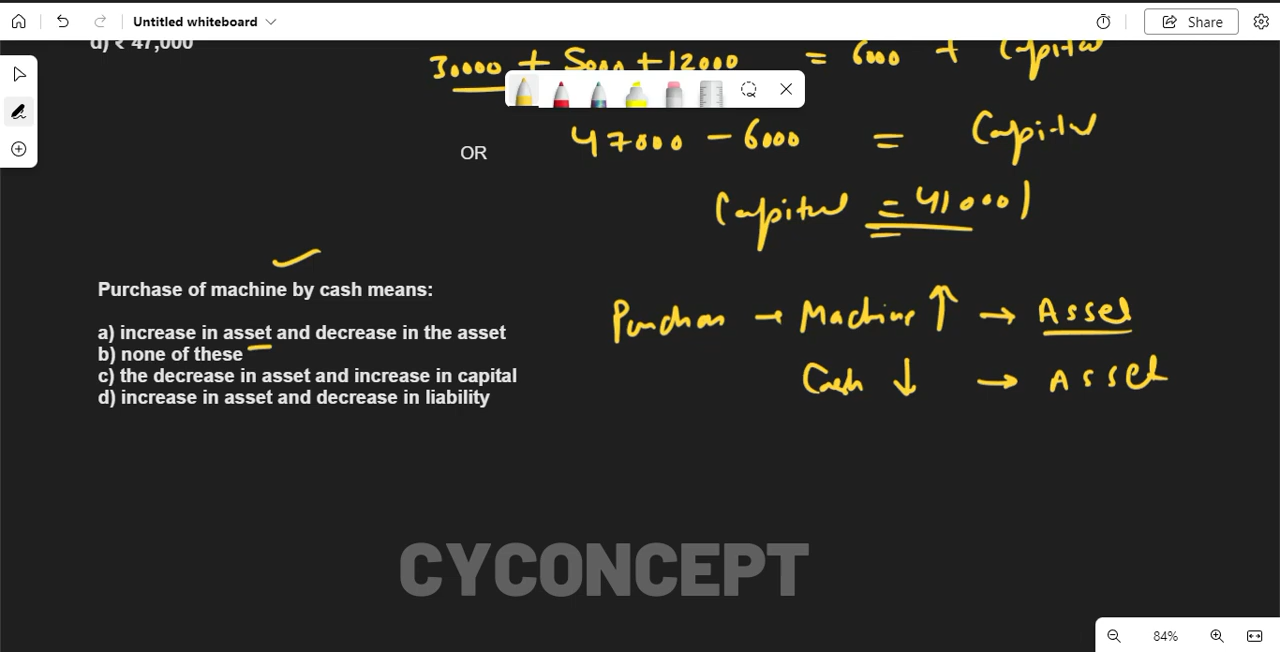 Untitled whiteboard
Share
d) ₹ 47,000
30000 + 5000 + 12000 = 6000 + Capital
47000 - 6000 = Capital
OR
Capital = 41000
Purchase of machine by cash means:
Purchase → Machine ↑ → Asset
a) increase in asset and decrease in the asset
b) none of these
c) the decrease in asset and increase in capital
Cash ↓ → Asset
d) increase in asset and decrease in liability
CYCONCEPT
84%